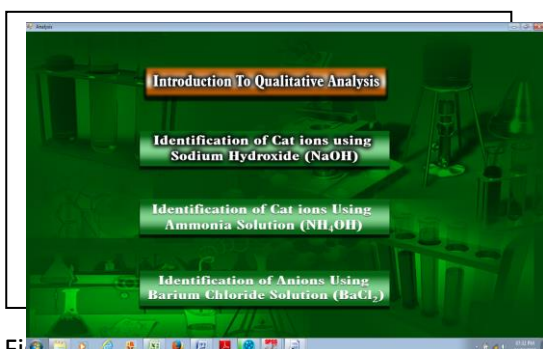 Analysis
Introduction To Qualitative Analysis
Identification of Cat ions using
Sodium Hydroxide (NaOH)
Identification of Cat ions Using
Ammonia Solution (NH₄OH)
Identification of Anions Using
Barium Chloride Solution (BaCl₂)